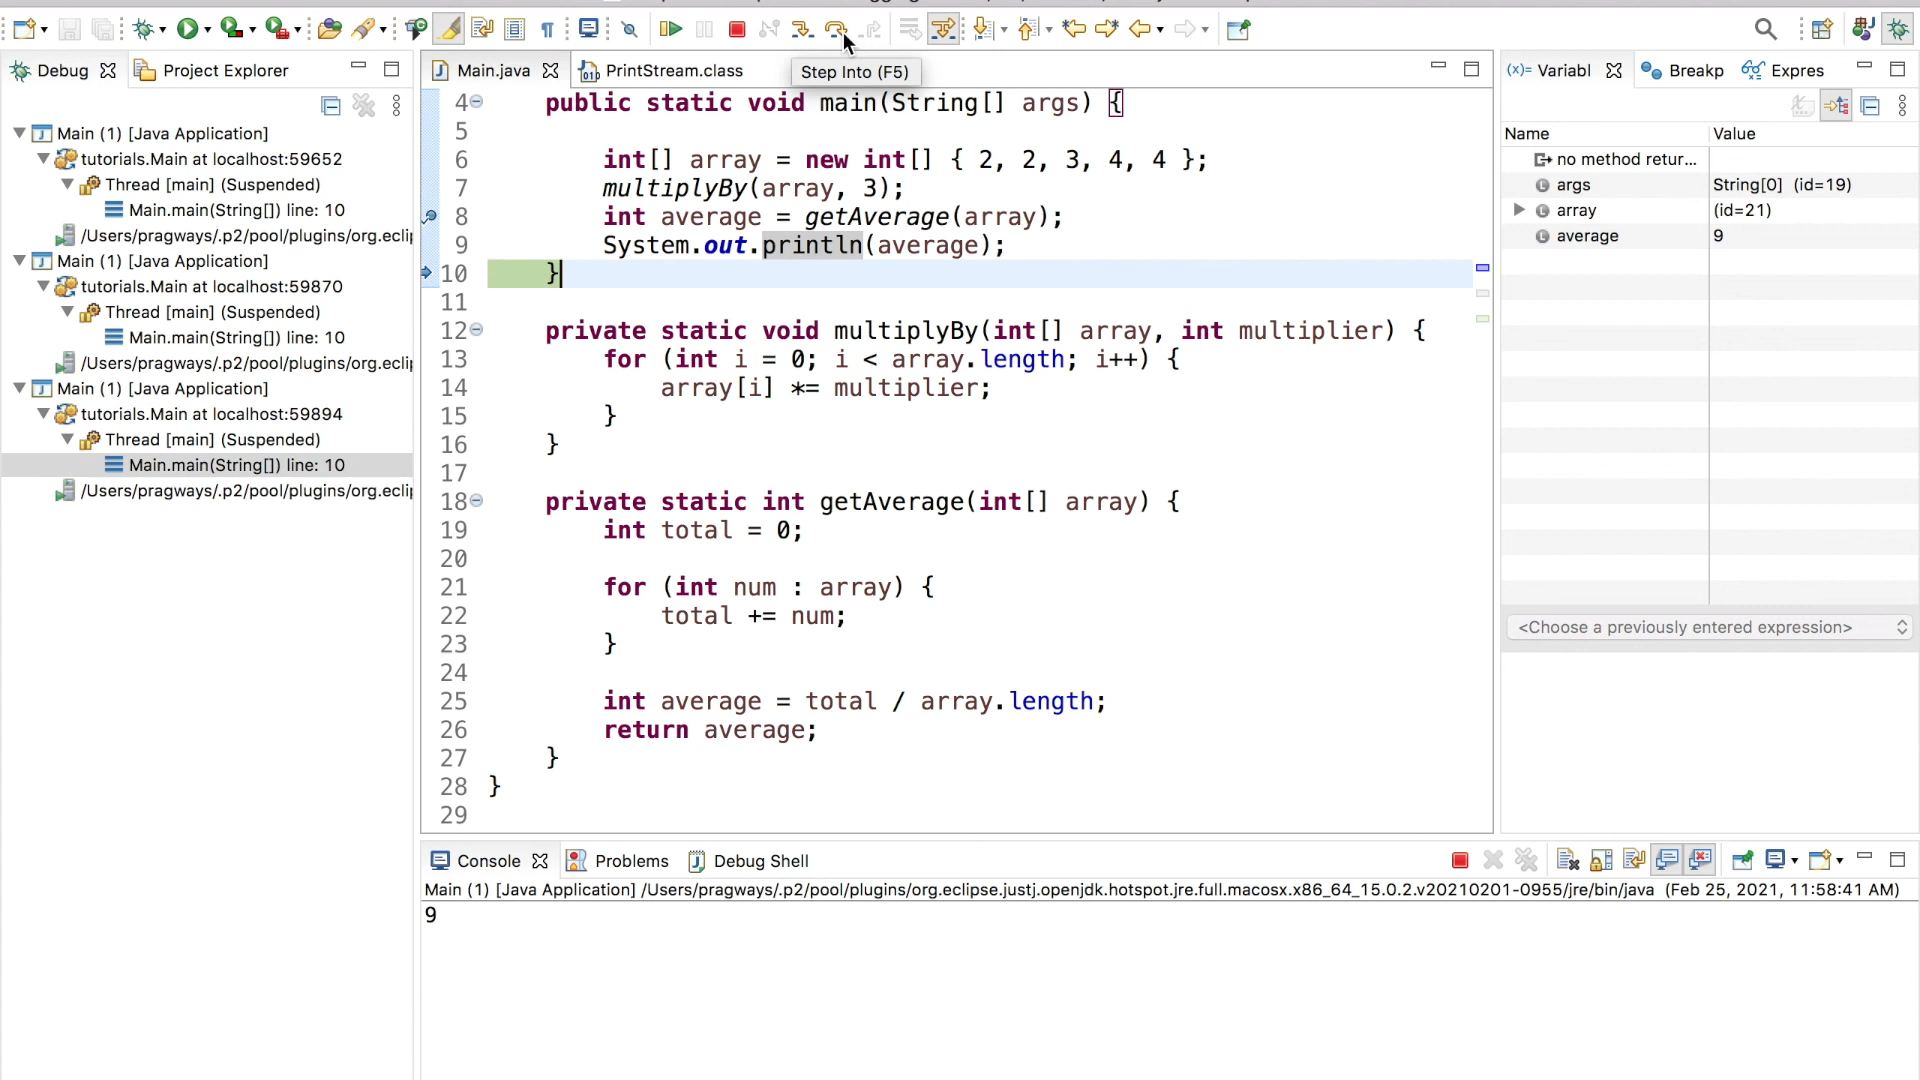 Debug
Project Explorer
Main (1) [Java Application]
tutorials.Main at localhost:59652
Thread [main] (Suspended)
Main.main(String[]) line: 10
/Users/pragways/.p2/pool/plugins/org.ecli
Main (1) [Java Application]
tutorials.Main at localhost:59870
Thread [main] (Suspended)
Main.main(String[]) line: 10
/Users/pragways/.p2/pool/plugins/org.ecli
Main (1) [Java Application]
tutorials.Main at localhost:59894
Thread [main] (Suspended)
Main.main(String[]) line: 10
/Users/pragways/.p2/pool/plugins/org.ecli
Main.java
PrintStream.class
Step Into (F5)
4 public static void main(String[] args) {
5
6 int[] array = new int[] { 2, 2, 3, 4, 4 };
7 multiplyBy(array, 3);
8 int average = getAverage(array);
9 System.out.println(average);
10 }
11
12 private static void multiplyBy(int[] array, int multiplier) {
13 for (int i = 0; i < array.length; i++) {
14 array[i] *= multiplier;
15 }
16 }
17
18 private static int getAverage(int[] array) {
19 int total = 0;
20
21 for (int num : array) {
22 total += num;
23 }
24
25 int average = total / array.length;
26 return average;
27 }
28 }
29
(x)= Variabl
Breakp
Expres
Name Value
no method retur...
args String[0] (id=19)
array (id=21)
average 9
<Choose a previously entered expression>
Console
Problems
Debug Shell
Main (1) [Java Application] /Users/pragways/.p2/pool/plugins/org.eclipse.justj.openjdk.hotspot.jre.full.macosx.x86_64_15.0.2.v20210201-0955/jre/bin/java (Feb 25, 2021, 11:58:41 AM)
9